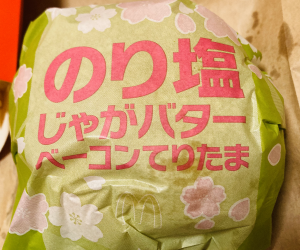 のり塩
じゃがバター
ベーコンてりたま